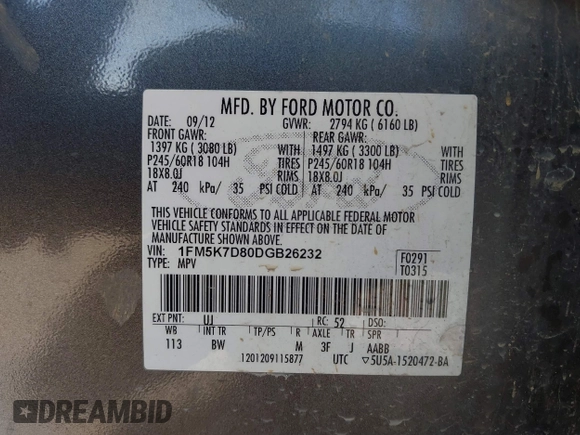 MFD. BY FORD MOTOR CO.
DATE: 09/12 GVWR: 2794 KG ( 6160 LB)
FRONT GAWR: REAR GAWR:
1397 KG ( 3080 LB) WITH 1497 KG ( 3300 LB) WITH
P245/60R18 104H TIRES P245/60R18 104H TIRES
18X8.0J RIMS 18X8.0J RIMS
AT 240 kPa/ 35 PSI COLD AT 240 kPa/ 35 PSI COLD
THIS VEHICLE CONFORMS TO ALL APPLICABLE FEDERAL MOTOR
VEHICLE SAFETY STANDARDS IN EFFECT ON THE DATE OF
MANUFACTURE SHOWN ABOVE.
VIN: 1FM5K7D80DGB26232 F0291
TYPE: MPV T0315
EXT PNT: UJ RC: 52 DSO:
WB INT TR TP/PS R AXLE TR SPR
113 BW M 3F J AABB
1201209115877 UTC ▽5U5A-1520472-BA
Ford
DREAMBID